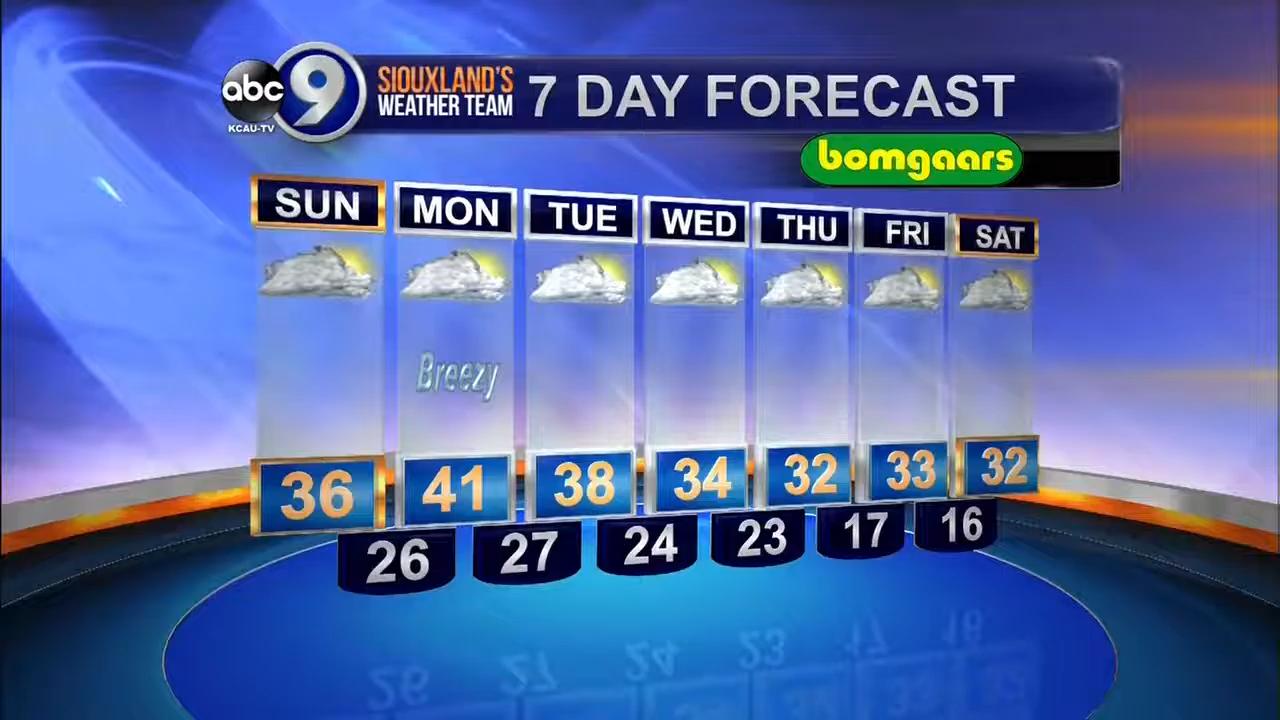 abc
KCAU-TV
9
SIOUXLAND'S
WEATHER TEAM
7 DAY FORECAST
bomgaars
SUN MON TUE WED THU FRI SAT
Breezy
36 41 38 34 32 33 32
26 27 24 23 17 16